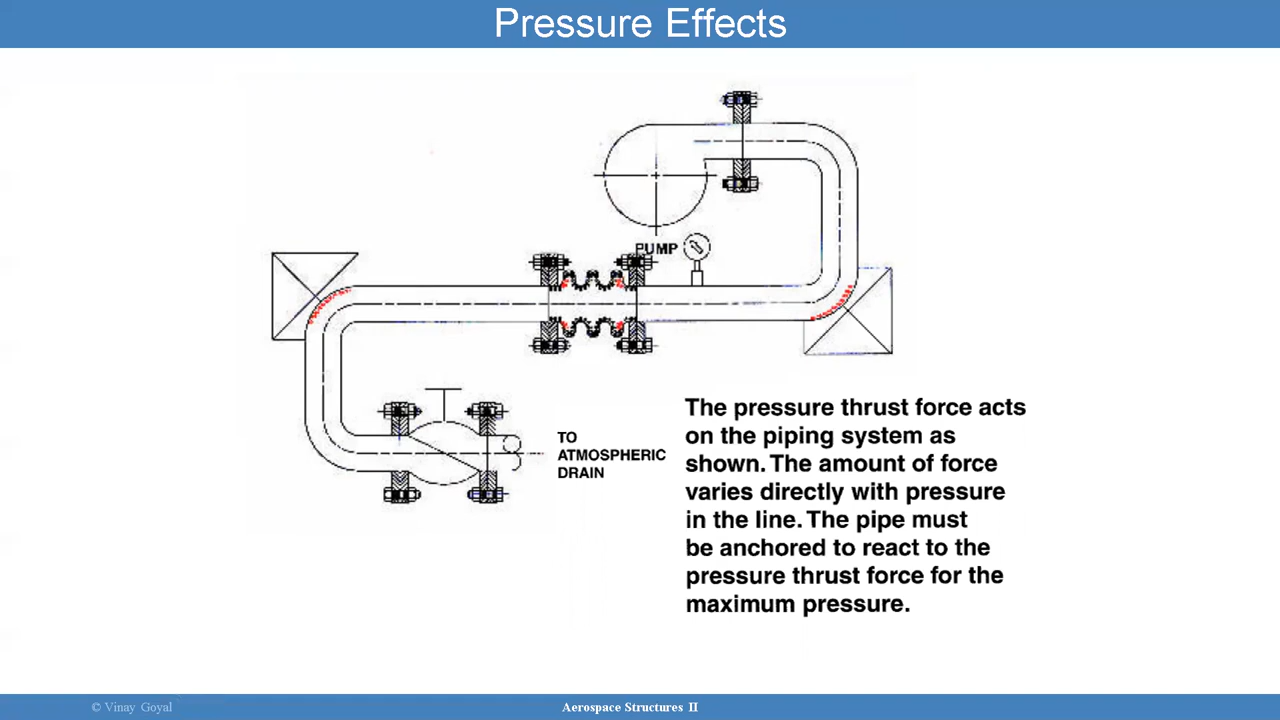 Pressure Effects
PUMP
TO
ATMOSPHERIC
DRAIN
The pressure thrust force acts
on the piping system as
shown. The amount of force
varies directly with pressure
in the line. The pipe must
be anchored to react to the
pressure thrust force for the
maximum pressure.
© Vinay Goyal
Aerospace Structures II